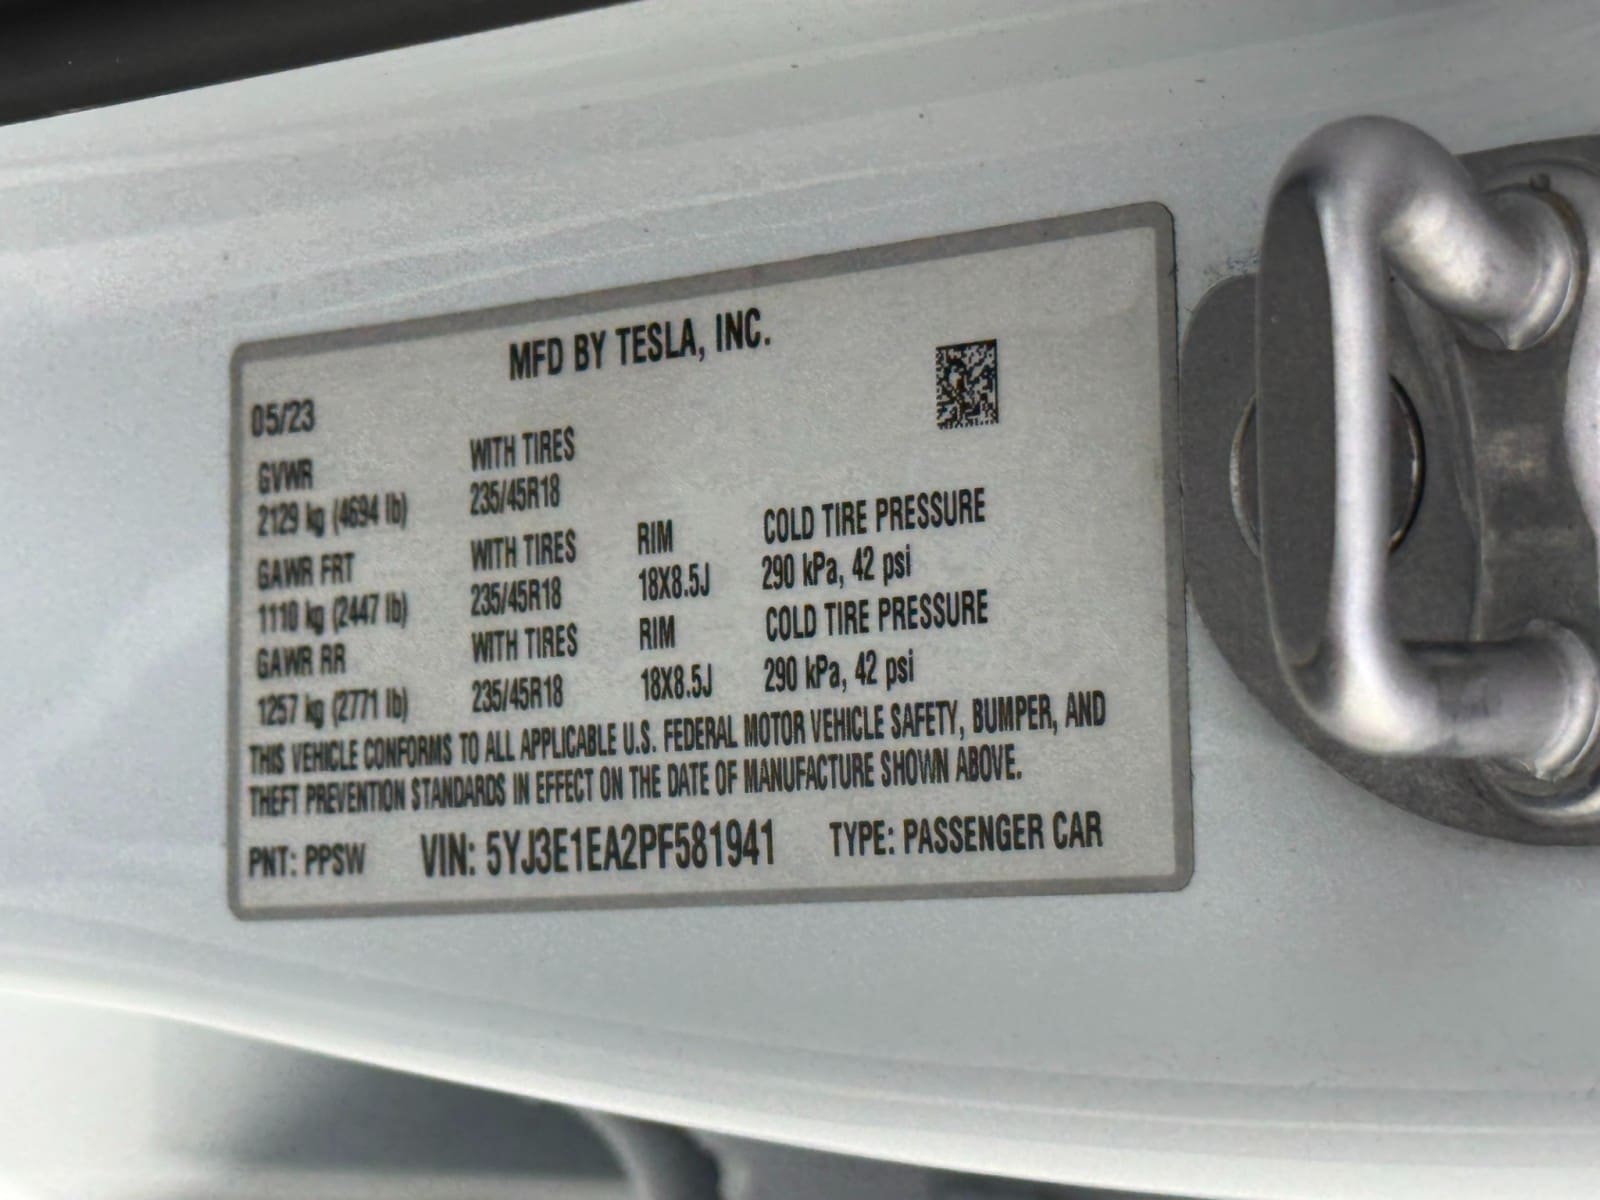 MFD BY TESLA, INC.
05/23
GVWR WITH TIRES
2129 kg (4694 lb) 235/45R18
GAWR FRT WITH TIRES RIM COLD TIRE PRESSURE
1110 kg (2447 lb) 235/45R18 18X8.5J 290 kPa, 42 psi
GAWR RR WITH TIRES RIM COLD TIRE PRESSURE
1257 kg (2771 lb) 235/45R18 18X8.5J 290 kPa, 42 psi
THIS VEHICLE CONFORMS TO ALL APPLICABLE U.S. FEDERAL MOTOR VEHICLE SAFETY, BUMPER, AND
THEFT PREVENTION STANDARDS IN EFFECT ON THE DATE OF MANUFACTURE SHOWN ABOVE.
PNT: PPSW VIN: 5YJ3E1EA2PF581941 TYPE: PASSENGER CAR